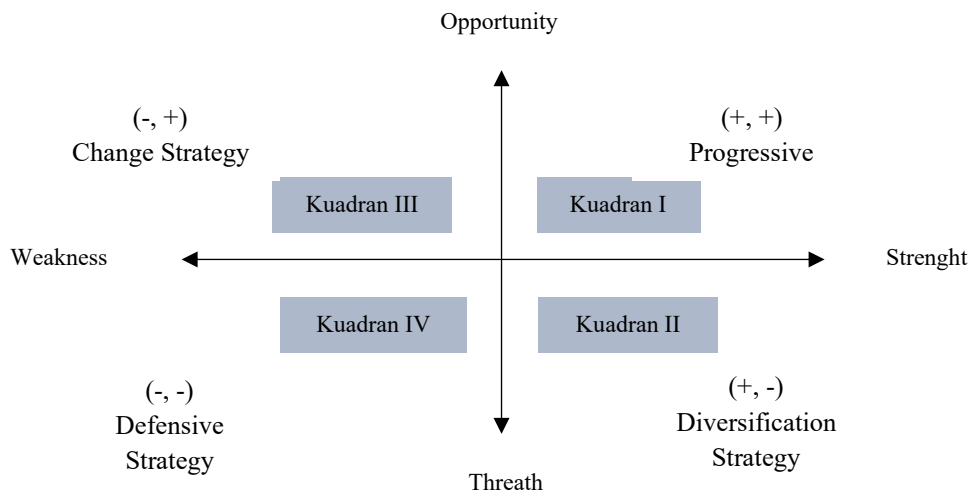 Opportunity
(-, +)
Change Strategy
(+, +)
Progressive
Kuadran III
Kuadran I
Weakness
Strenght
Kuadran IV
Kuadran II
(-, -)
Defensive
Strategy
(+, -)
Diversification
Strategy
Threath